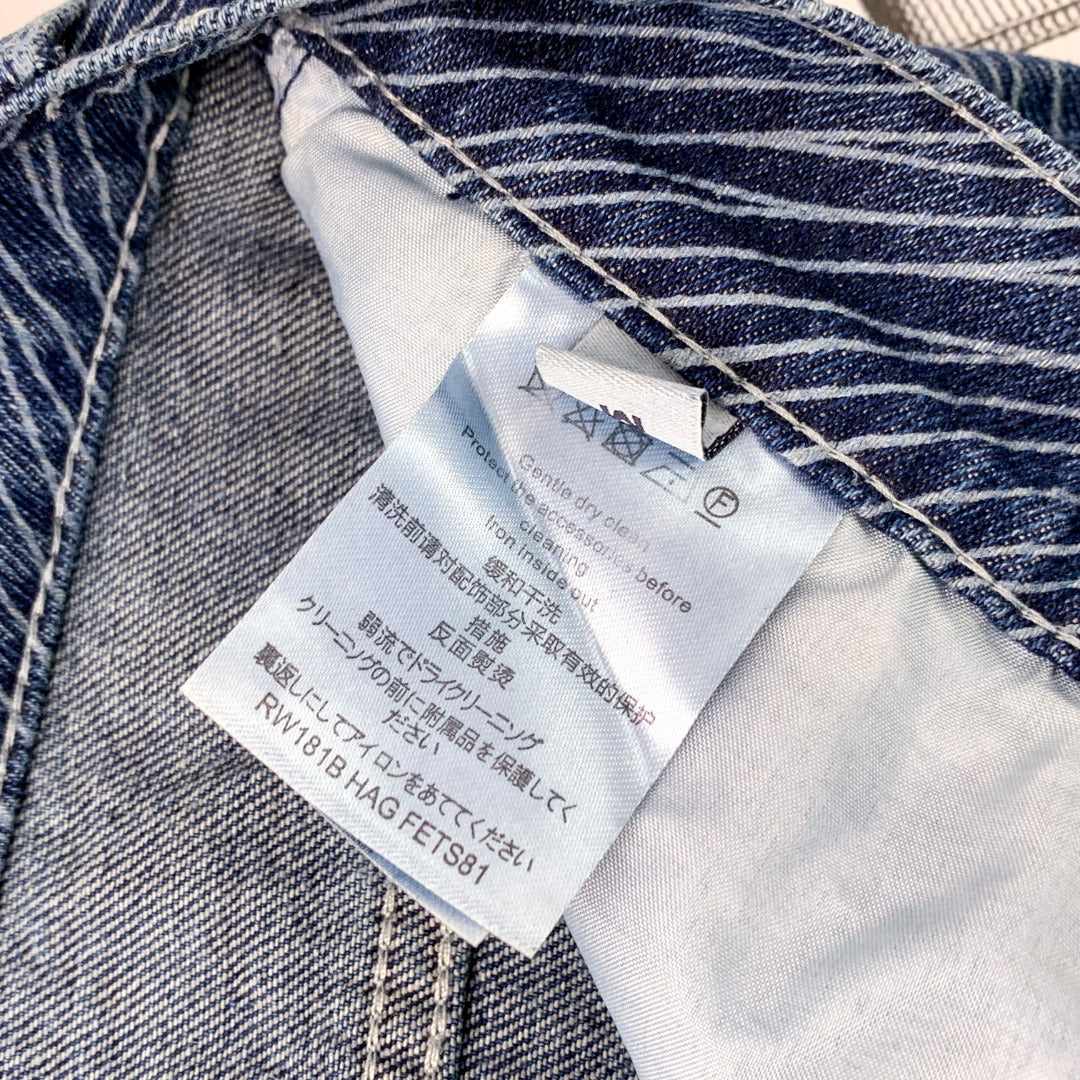 M
F
Gentle dry clean
Protect the accessories before
cleaning
Iron inside out
缓和干洗
清洗前请对配饰部分采取有效的保护
措施
反面熨烫
弱流でドライクリーニング
クリーニングの前に附属品を保護してく
ださい
裏返しにしてアイロンをあててください
RW181B HAG FETS81